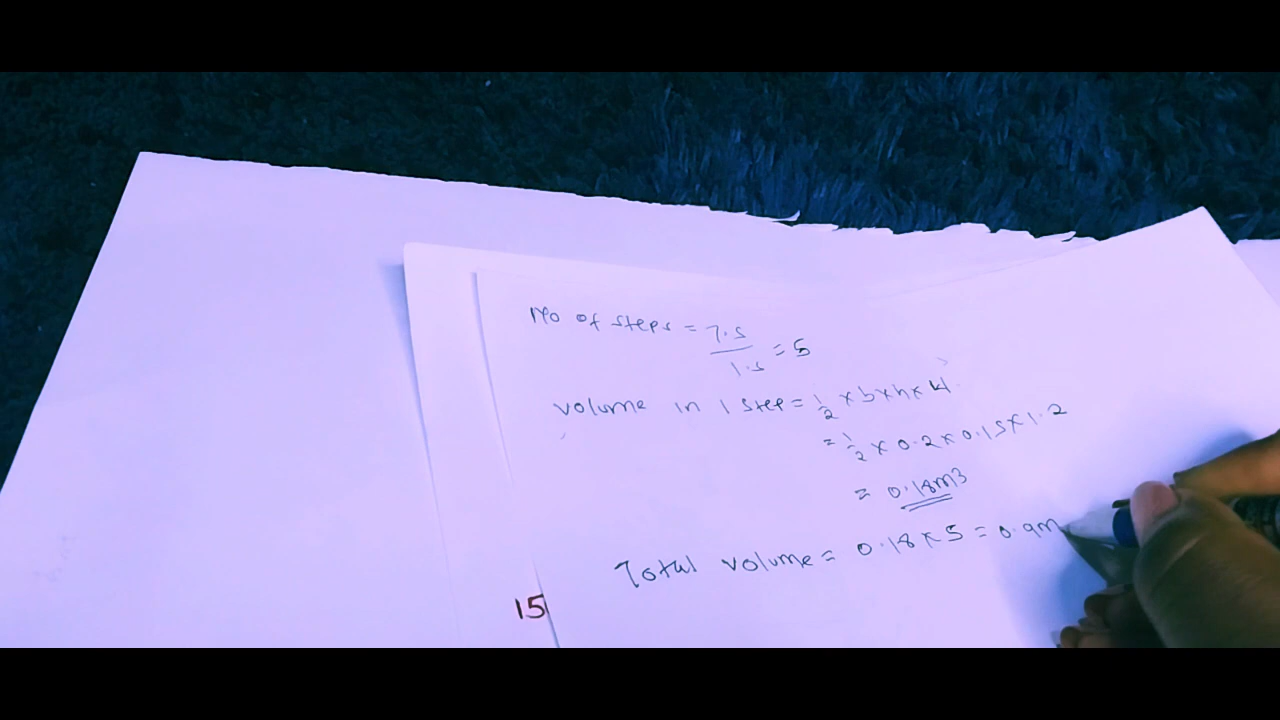 No of steps = 7.5 / 1.5 = 5
Volume in 1 step = 1/2 × b × h × w
= 1/2 × 0.2 × 0.15 × 1.2
= 0.18m3
Total volume = 0.18 × 5 = 0.9m
15